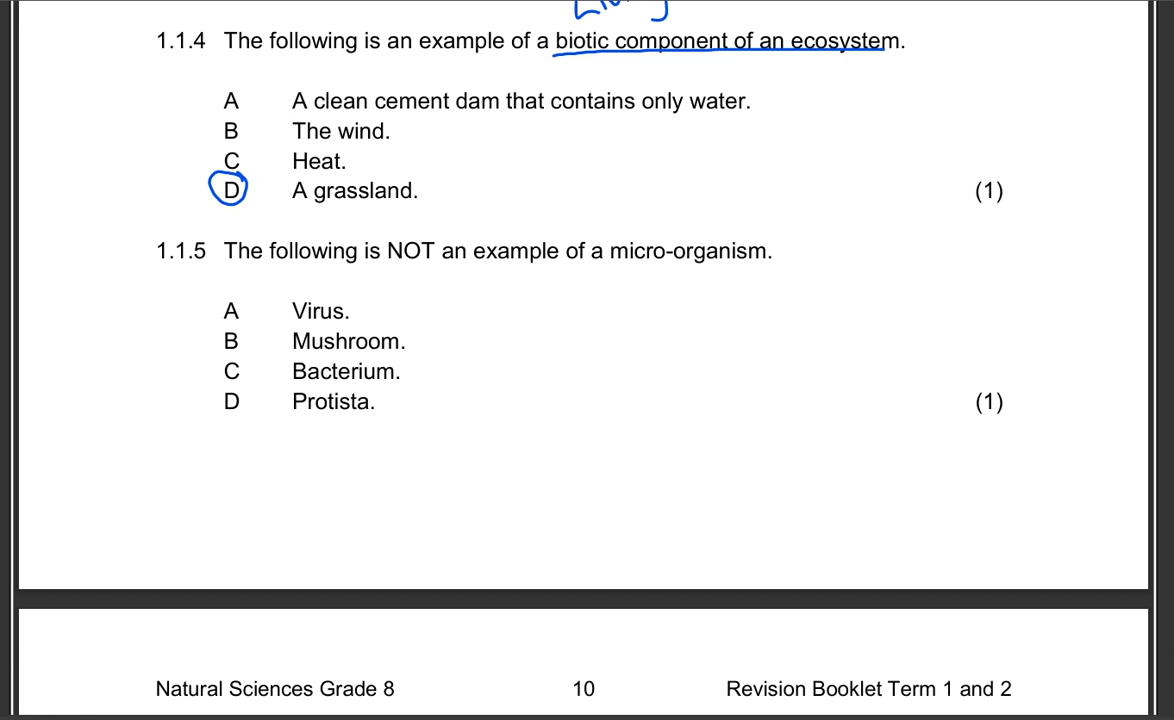 1.1.4 The following is an example of a biotic component of an ecosystem.
A A clean cement dam that contains only water.
B The wind.
C Heat.
D A grassland. (1)
1.1.5 The following is NOT an example of a micro-organism.
A Virus.
B Mushroom.
C Bacterium.
D Protista. (1)
Natural Sciences Grade 8 10 Revision Booklet Term 1 and 2